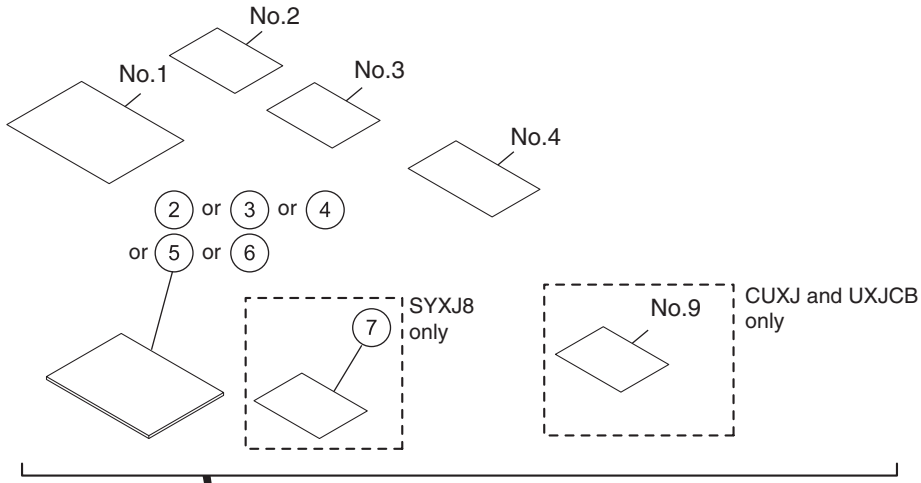 No.2
No.1
No.3
No.4
2 or 3 or 4
or 5 or 6
SYXJ8
only
7
CUXJ and UXJCB
only
No.9